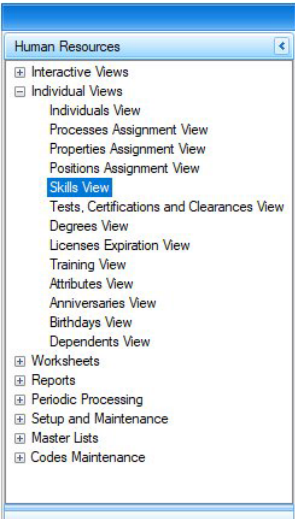 Human Resources
Interactive Views
Individual Views
Individuals View
Processes Assignment View
Properties Assignment View
Positions Assignment View
Skills View
Tests, Certifications and Clearances View
Degrees View
Licenses Expiration View
Training View
Attributes View
Anniversaries View
Birthdays View
Dependents View
Worksheets
Reports
Periodic Processing
Setup and Maintenance
Master Lists
Codes Maintenance